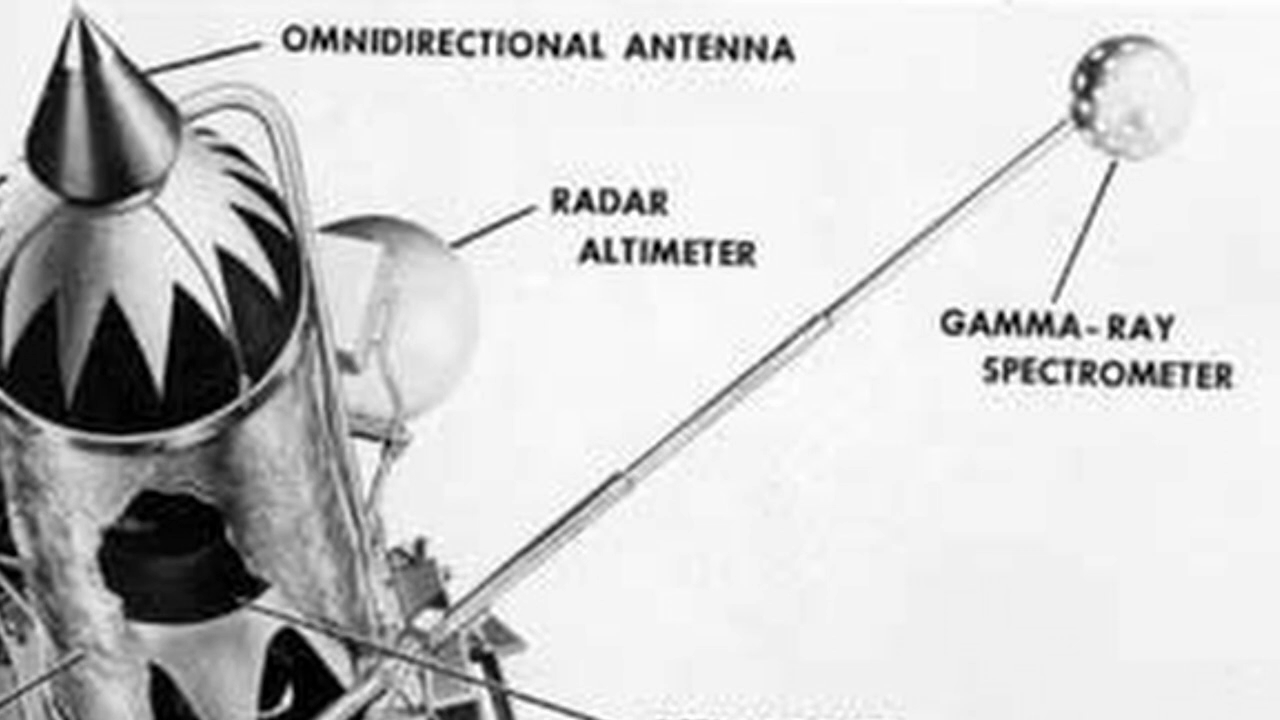 OMNIDIRECTIONAL ANTENNA
RADAR
ALTIMETER
GAMMA-RAY
SPECTROMETER